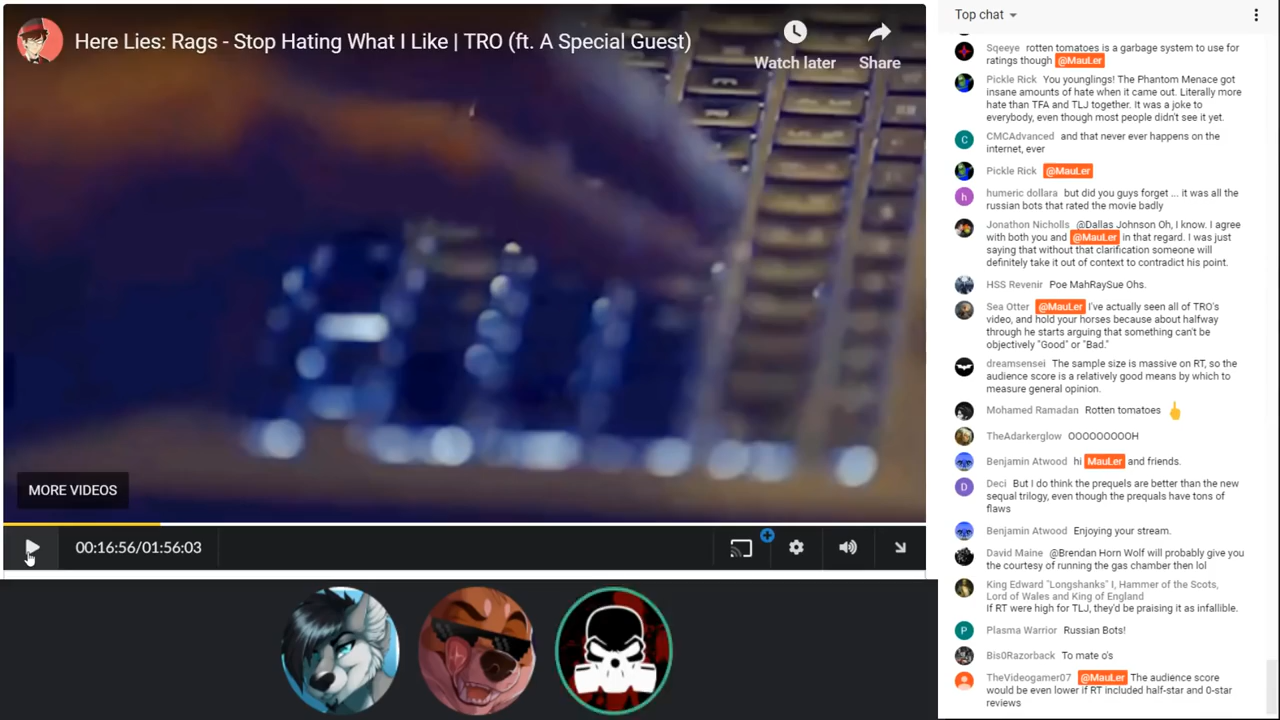 Here Lies: Rags - Stop Hating What I Like | TRO (ft. A Special Guest)
Watch later
Share
MORE VIDEOS
00:16:56/01:56:03
Top chat
Sqeeye rotten tomatoes is a garbage system to use for
ratings though @MauLer
Pickle Rick You younglings! The Phantom Menace got
insane amounts of hate when it came out. Literally more
hate than TFA and TLJ together. It was a joke to
everybody, even though most people didn't see it yet.
CMCAdvanced and that never ever happens on the
internet, ever
Pickle Rick @MauLer
humeric dollara but did you guys forget ... it was all the
russian bots that rated the movie badly
Jonathon Nicholls @Dallas Johnson Oh, I know. I agree
with both you and @MauLer in that regard. I was just
saying that without that clarification someone will
definitely take it out of context to contradict his point.
HSS Revenir Poe MahRaySue Ohs.
Sea Otter @MauLer I've actually seen all of TRO's
video, and hold your horses because about halfway
through he starts arguing that something can't be
objectively "Good" or "Bad."
dreamsensei The sample size is massive on RT, so the
audience score is a relatively good means by which to
measure general opinion.
Mohamed Ramadan Rotten tomatoes 🖕
TheAdarkerglow OOOOOOOOOH
Benjamin Atwood hi MauLer and friends.
D
Deci But I do think the prequels are better than the new
sequal trilogy, even though the prequals have tons of
flaws
Benjamin Atwood Enjoying your stream.
David Maine @Brendan Horn Wolf will probably give you
the courtesy of running the gas chamber then lol
King Edward "Longshanks" I, Hammer of the Scots,
Lord of Wales and King of England
If RT were high for TLJ, they'd be praising it as infallible.
P
Plasma Warrior Russian Bots!
Bis0Razorback To mate o's
TheVideogamer07 @MauLer The audience score
would be even lower if RT included half-star and 0-star
reviews